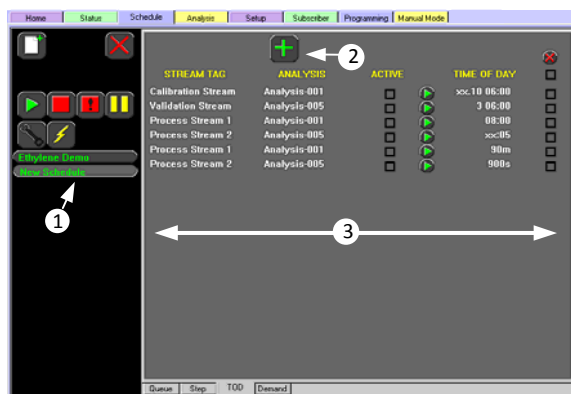 Home Status Schedule Analysis Setup Subscriber Programming Manual Mode
2
STREAM TAG ANALYSIS ACTIVE TIME OF DAY
Calibration Stream Analysis-001 xx.10 06:00
Validation Stream Analysis-005 3 06:00
Process Stream 1 Analysis-001 08:00
Process Stream 2 Analysis-005 xx:05
Process Stream 1 Analysis-001 90m
Process Stream 2 Analysis-005 900s
Ethylene Demo
New Schedule
1
3
Queue Step TOD Demand